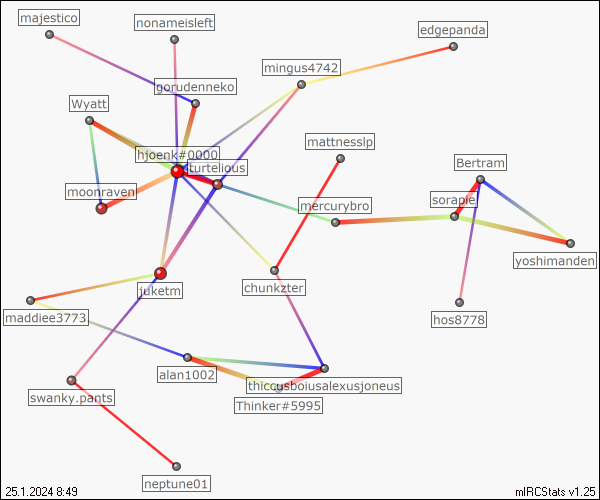 majestico
nonameisleft
edgepanda
mingus4742
gorudenneko
Wyatt
mattnesslp
hjoenk#0000
turtelious
Bertram
moonraven
sorapie
mercurybro
yoshimanden
juketm
chunkzter
maddiee3773
hos8778
alan1002
thiccusboiusalexusjoneus
swanky.pants
Thinker#5995
neptune01
25.1.2024 8:49
mIRCStats v1.25